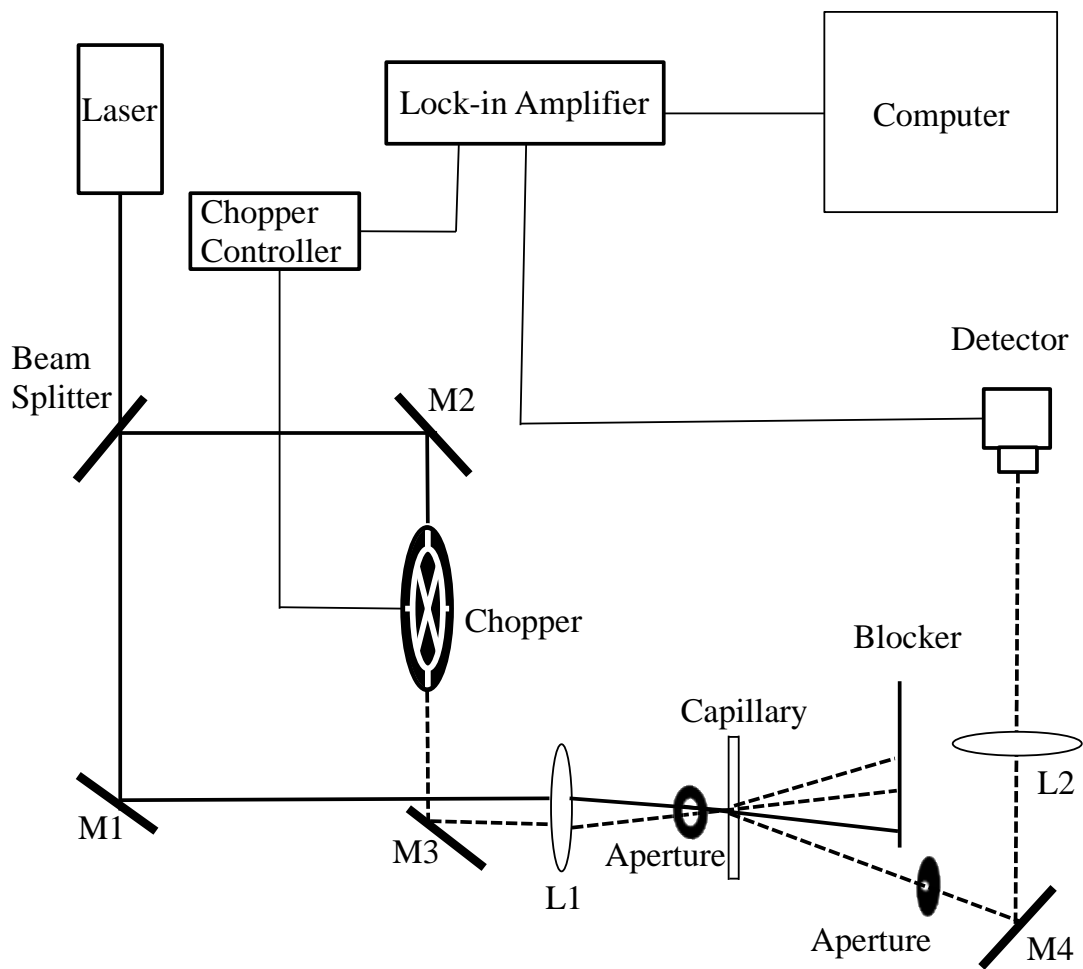 Laser
Lock-in Amplifier
Computer
Chopper
Controller
Beam
Splitter
M2
Detector
Chopper
Blocker
Capillary
L2
M1
M3
Aperture
L1
Aperture
M4